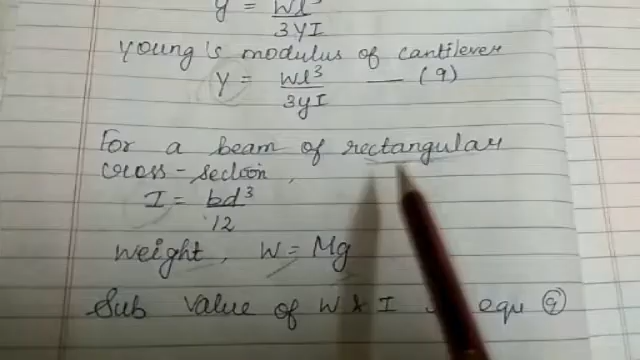 y = Wl³/3YI
Young's modulus of cantilever
Y = Wl³/3yI — (9)
For a beam of rectangular
cross-section,
I = bd³/12
Weight, W = Mg
Sub value of W & I equ (9)